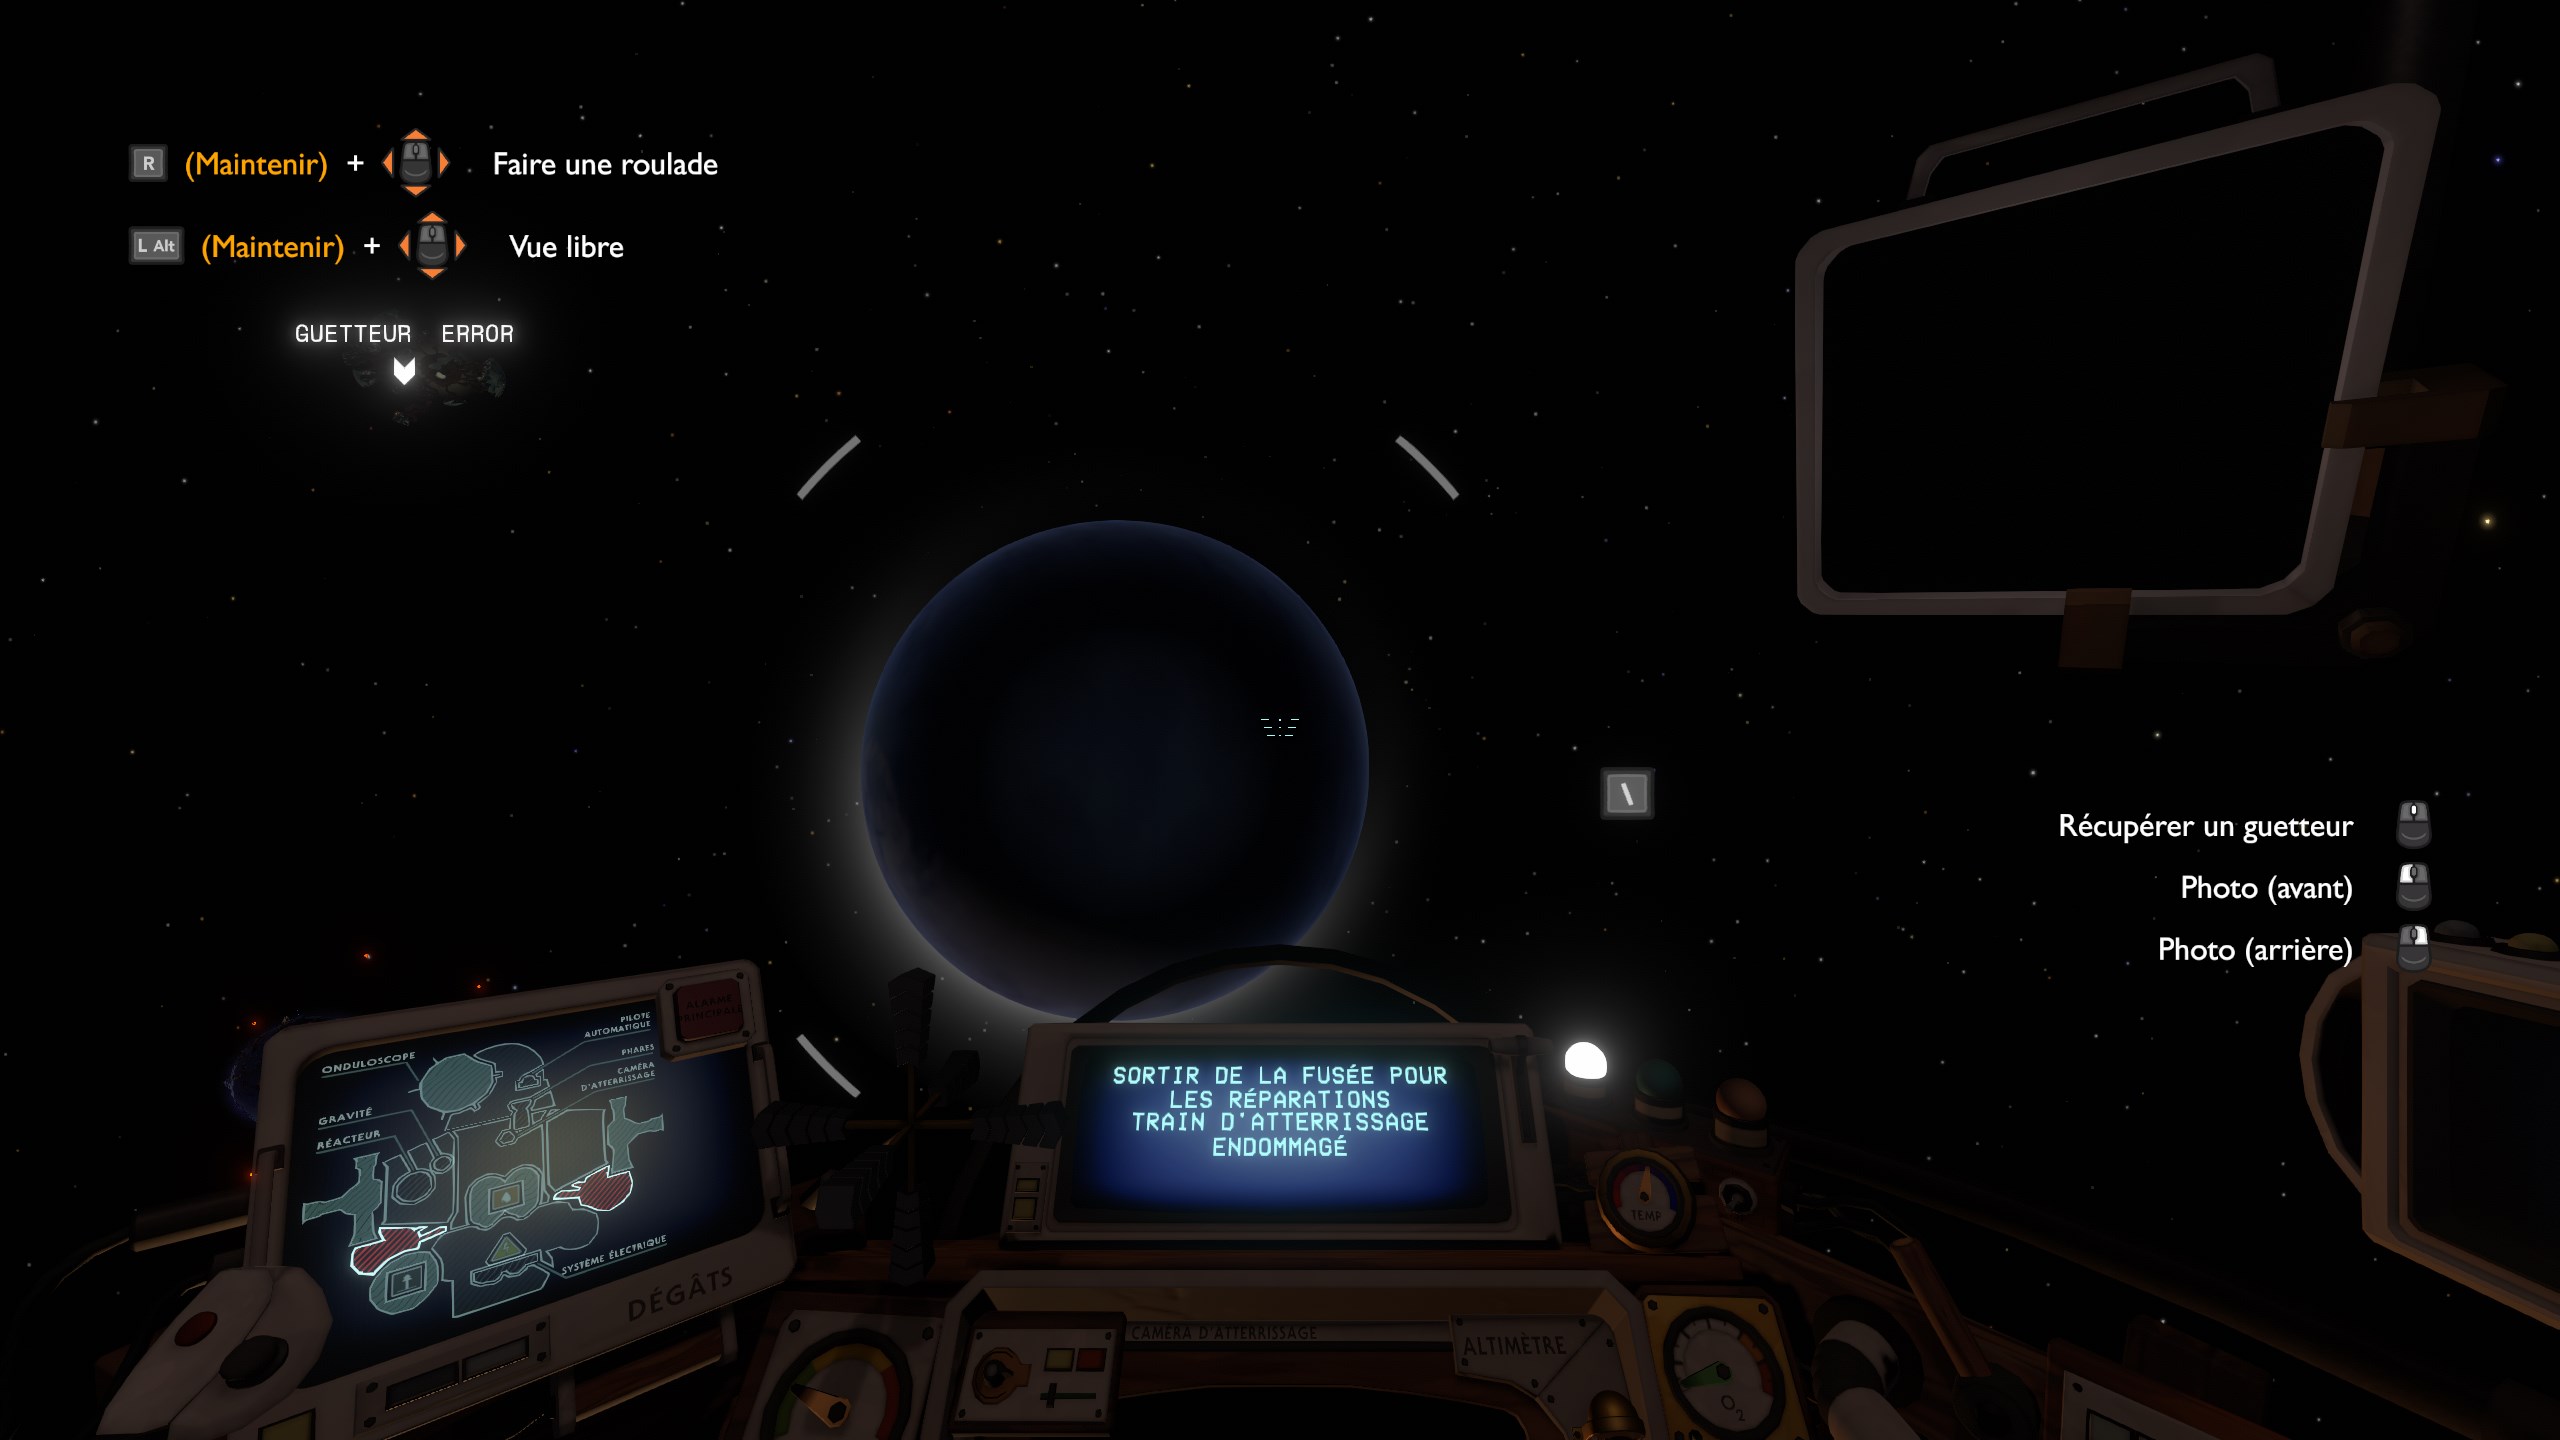 R (Maintenir) + Faire une roulade
L Alt (Maintenir) + Vue libre
GUETTEUR ERROR
\
Récupérer un guetteur
Photo (avant)
Photo (arrière)
ALARME
PRINCIPALE
PILOTE
AUTOMATIQUE
PHARES
CAMÉRA
D'ATTERRISSAGE
ONDULOSCOPE
GRAVITÉ
RÉACTEUR
SYSTÈME ÉLECTRIQUE
DÉGÂTS
SORTIR DE LA FUSÉE POUR
LES RÉPARATIONS
TRAIN D'ATTERRISSAGE
ENDOMMAGÉ
TEMP
CAMÉRA D'ATTERRISSAGE
ALTIMÈTRE
O2